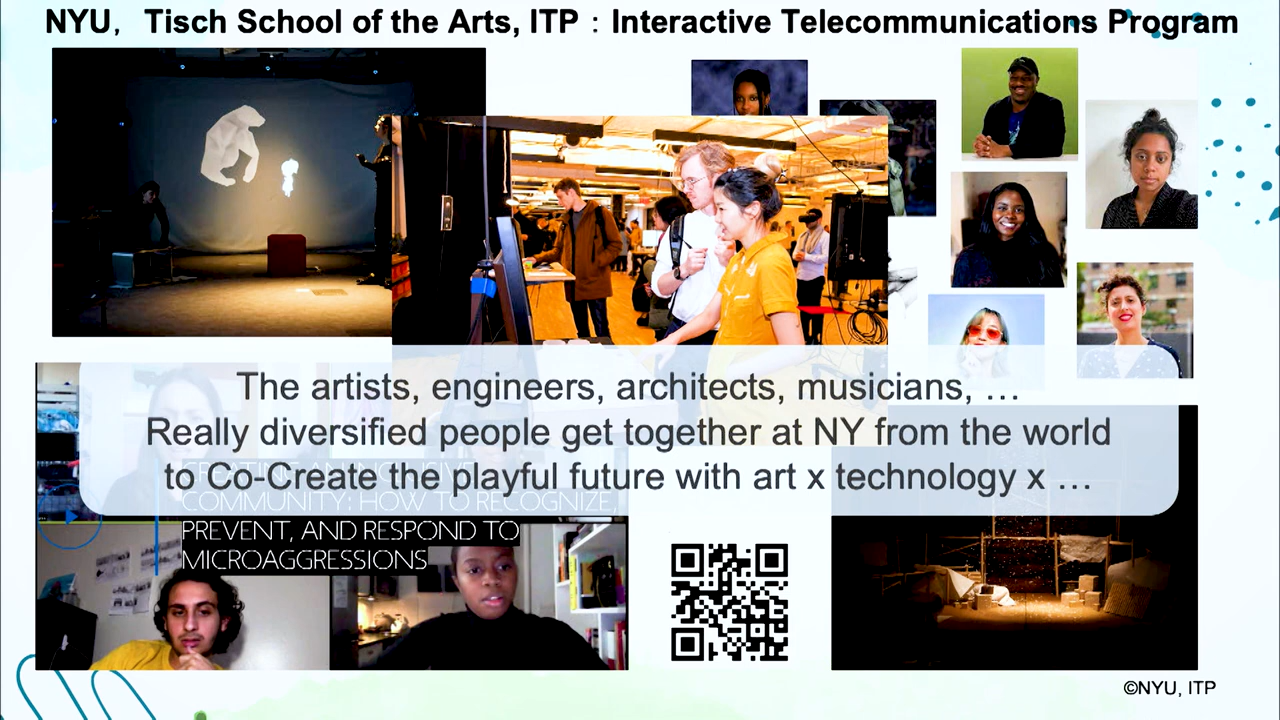 NYU, Tisch School of the Arts, ITP：Interactive Telecommunications Program
The artists, engineers, architects, musicians, …
Really diversified people get together at NY from the world
to Co-Create the playful future with art x technology x …
COMMUNITY: HOW TO RECOGNIZE,
PREVENT, AND RESPOND TO
MICROAGGRESSIONS
©NYU, ITP